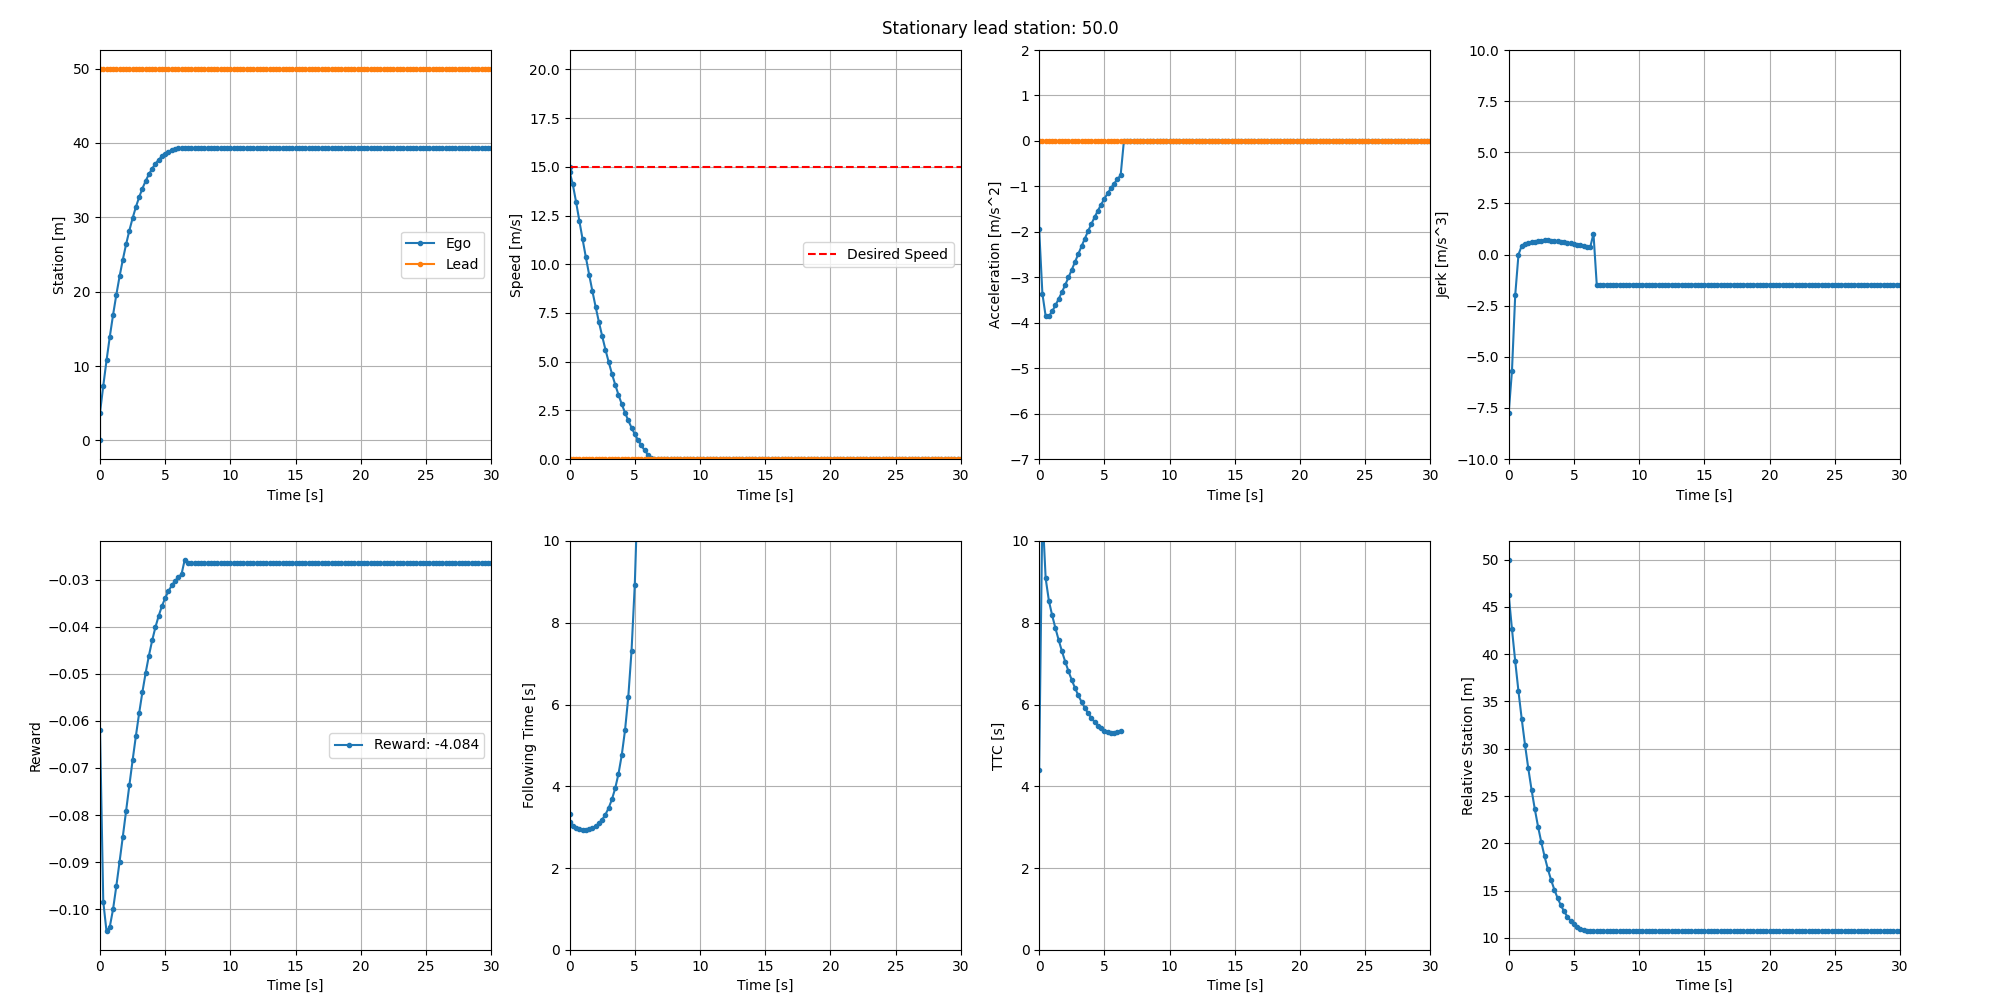 Stationary lead station: 50.0
Station [m]
50
40
30
20
10
0
Ego
Lead
0 5 10 15 20 25 30
Time [s]
Speed [m/s]
20.0
17.5
15.0
12.5
10.0
7.5
5.0
2.5
0.0
Desired Speed
0 5 10 15 20 25 30
Time [s]
Acceleration [m/s^2]
2
1
0
−1
−2
−3
−4
−5
−6
−7
0 5 10 15 20 25 30
Time [s]
Jerk [m/s^3]
10.0
7.5
5.0
2.5
0.0
−2.5
−5.0
−7.5
−10.0
0 5 10 15 20 25 30
Time [s]
Reward
−0.03
−0.04
−0.05
−0.06
−0.07
−0.08
−0.09
−0.10
Reward: -4.084
0 5 10 15 20 25 30
Time [s]
Following Time [s]
10
8
6
4
2
0
0 5 10 15 20 25 30
Time [s]
TTC [s]
10
8
6
4
2
0
0 5 10 15 20 25 30
Time [s]
Relative Station [m]
50
45
40
35
30
25
20
15
10
0 5 10 15 20 25 30
Time [s]